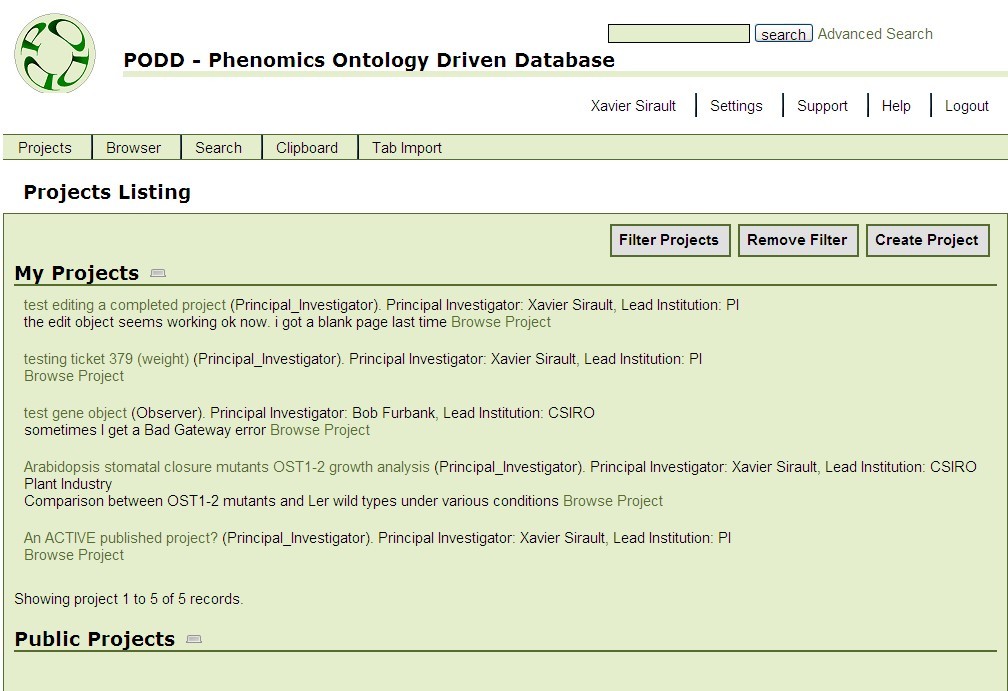 search Advanced Search
PODD - Phenomics Ontology Driven Database
Xavier Sirault Settings Support Help Logout
Projects Browser Search Clipboard Tab Import
Projects Listing
Filter Projects Remove Filter Create Project
My Projects
test editing a completed project (Principal_Investigator). Principal Investigator: Xavier Sirault, Lead Institution: PI
the edit object seems working ok now. i got a blank page last time Browse Project
testing ticket 379 (weight) (Principal_Investigator). Principal Investigator: Xavier Sirault, Lead Institution: PI
Browse Project
test gene object (Observer). Principal Investigator: Bob Furbank, Lead Institution: CSIRO
sometimes I get a Bad Gateway error Browse Project
Arabidopsis stomatal closure mutants OST1-2 growth analysis (Principal_Investigator). Principal Investigator: Xavier Sirault, Lead Institution: CSIRO
Plant Industry
Comparison between OST1-2 mutants and Ler wild types under various conditions Browse Project
An ACTIVE published project? (Principal_Investigator). Principal Investigator: Xavier Sirault, Lead Institution: PI
Browse Project
Showing project 1 to 5 of 5 records.
Public Projects